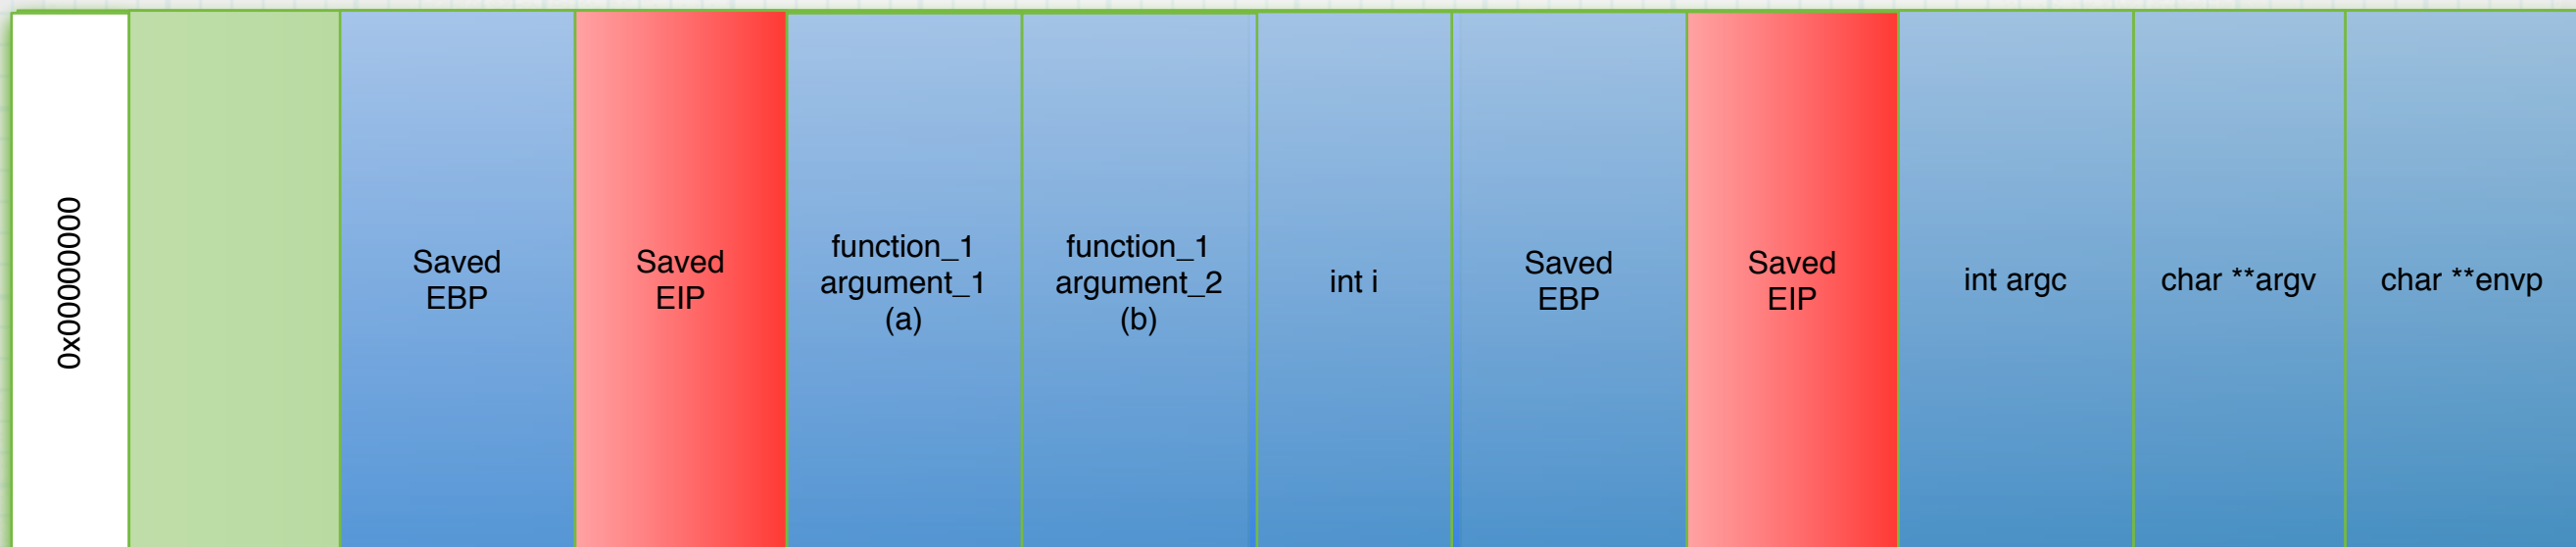 0x00000000
Saved
EBP
Saved
EIP
function_1
argument_1
(a)
function_1
argument_2
(b)
int i
Saved
EBP
Saved
EIP
int argc
char **argv
char **envp